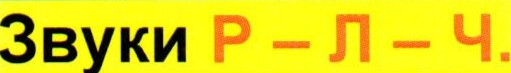 Звуки Р – Л – Ч.